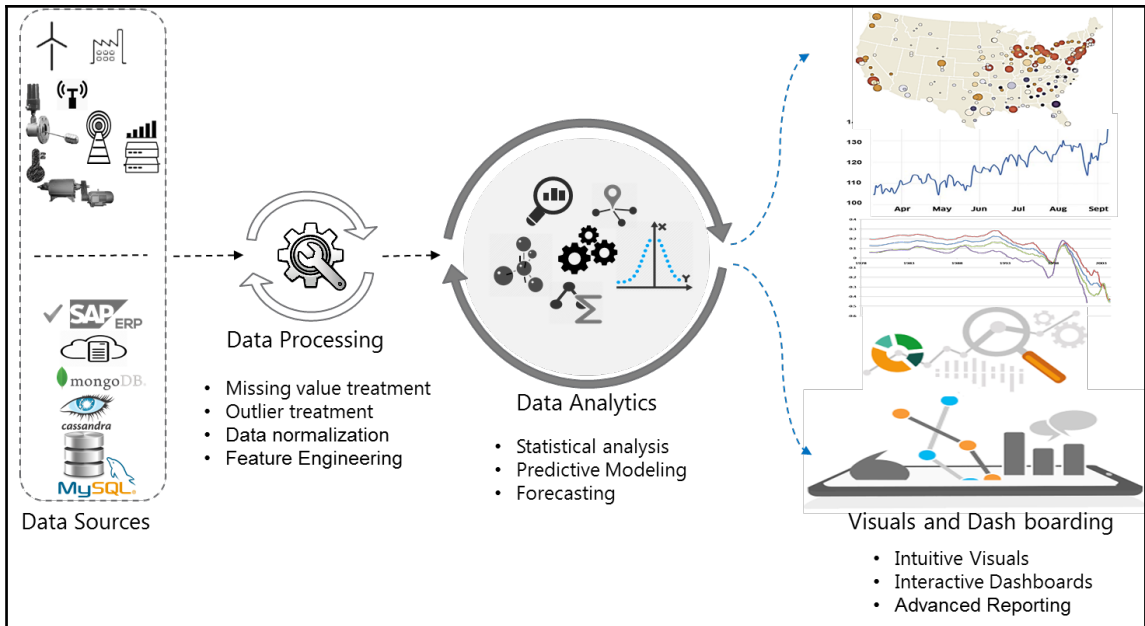 SAP
ERP
mongoDB.
cassandra
MySQL
Data Sources
Data Processing
• Missing value treatment
• Outlier treatment
• Data normalization
• Feature Engineering
X
Y
Σ
Data Analytics
• Statistical analysis
• Predictive Modeling
• Forecasting
130
120
110
100
Apr May Jun Jul Aug Sept
Visuals and Dash boarding
• Intuitive Visuals
• Interactive Dashboards
• Advanced Reporting